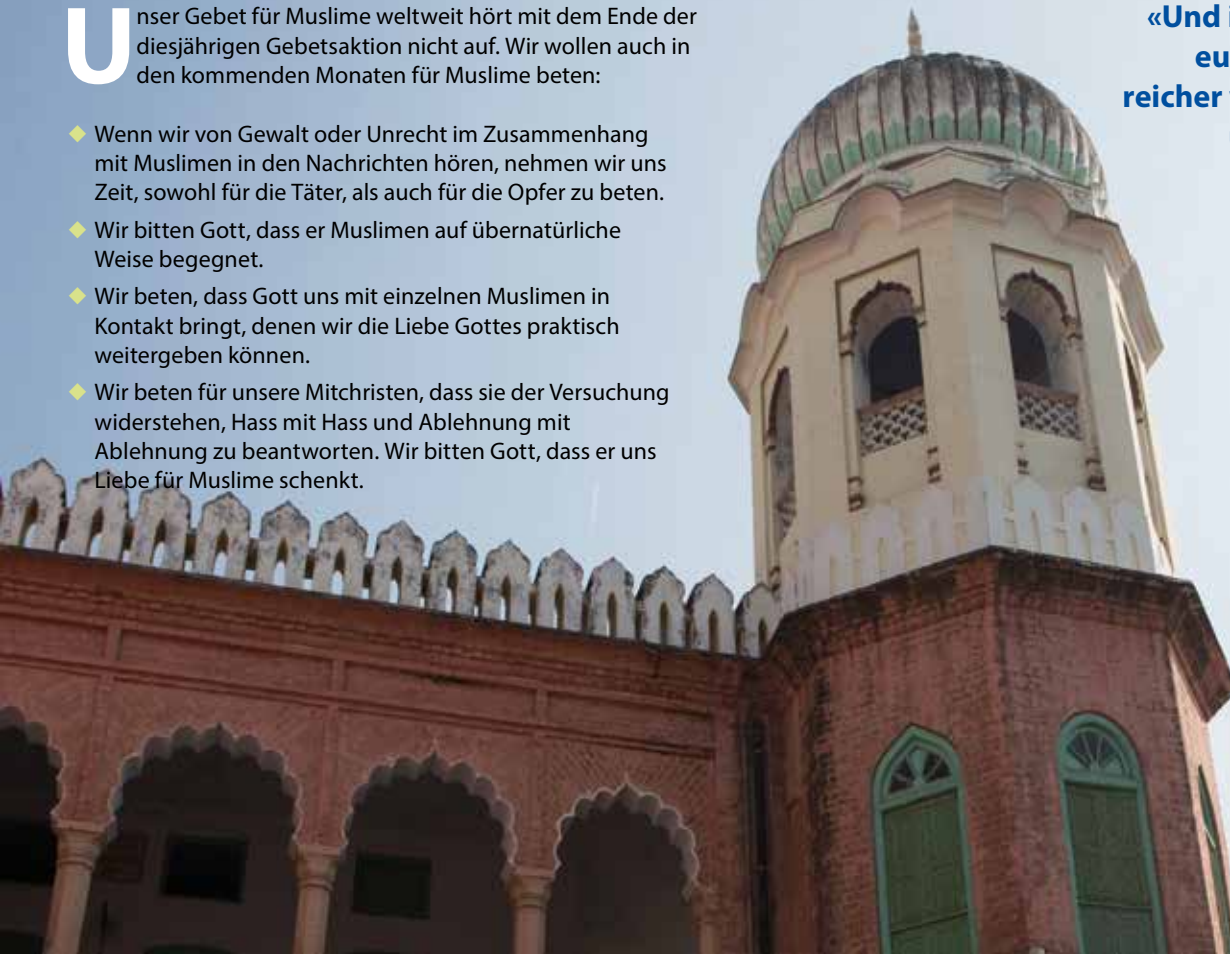 Unser Gebet für Muslime weltweit hört mit dem Ende der
diesjährigen Gebetsaktion nicht auf. Wir wollen auch in
den kommenden Monaten für Muslime beten:
◆ Wenn wir von Gewalt oder Unrecht im Zusammenhang
mit Muslimen in den Nachrichten hören, nehmen wir uns
Zeit, sowohl für die Täter, als auch für die Opfer zu beten.
◆ Wir bitten Gott, dass er Muslimen auf übernatürliche
Weise begegnet.
◆ Wir beten, dass Gott uns mit einzelnen Muslimen in
Kontakt bringt, denen wir die Liebe Gottes praktisch
weitergeben können.
◆ Wir beten für unsere Mitchristen, dass sie der Versuchung
widerstehen, Hass mit Hass und Ablehnung mit
Ablehnung zu beantworten. Wir bitten Gott, dass er uns
Liebe für Muslime schenkt.
«Und
eu
reicher